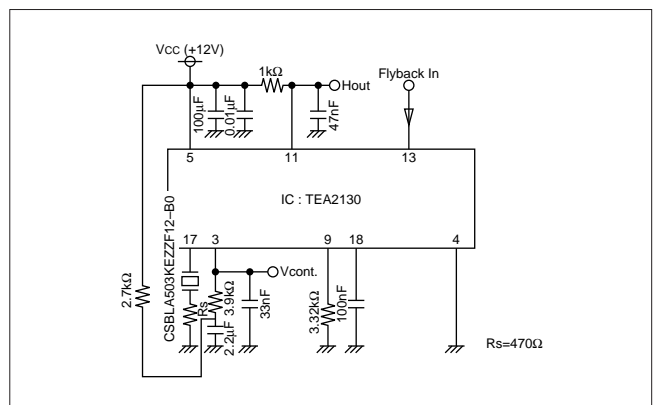 Vcc (+12V)
1kΩ
Hout
Flyback In
100μF
0.01μF
47nF
5
11
13
IC : TEA2130
CSBLA503KEZZF12–B0
17
3
9
18
4
Vcont.
2.7kΩ
Rs
3.9kΩ
33nF
3.32kΩ
100nF
2.2μF
Rs=470Ω